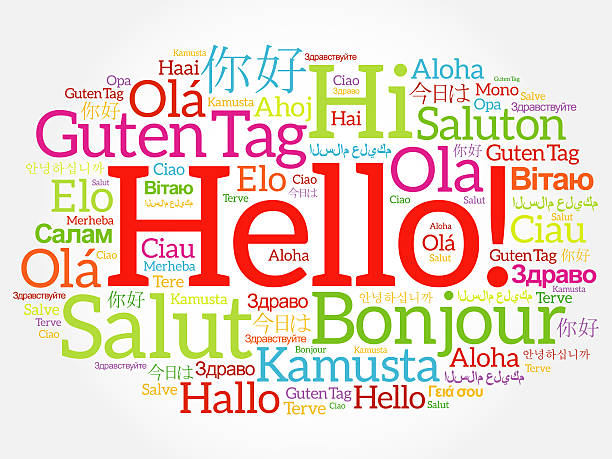 Kamusta
Здравствуйте
Haai
你好
Hi
Opa
Ciao
Aloha
GutenTag
Guten Tag
Olá
Kamusta
Ahoj
Здраво
今日は
Mono
Salve
你好
Hai
Opa
Здравствуйте
Guten Tag
السلام عليكم
Saluton
안녕하십니까
Ciao
Elo
Ciao
Ola
你好
Guten Tag
Elo
Salut
Вітаю
Terve
今日は
Ciao
Salut
Вітаю
Merheba
السلام عليكم
Hello!
السلام عليكم
Салам
Ciau
Aloha
Aloha
Olá
Salut
Salut
Ciau
Olá
Ciao
Merheba
Tere
Guten Tag
你好
Здраво
Kamusta
Здравствуйте
你好
Kamusta
Здраво
안녕하십니까
السلام عليكم
Terve
Salve
Terve
Ciao
Salut
今日は
Здравствуйте
Bonjour
你好
Здравствуйте
今日は
Здраво
Bonjour
Kamusta
Kamusta
Aloha
안녕하십니까
Salve
Hallo
Guten Tag
Terve
Ciao
Hello
Salut
السلام عليكم
Γειά σου
Terve